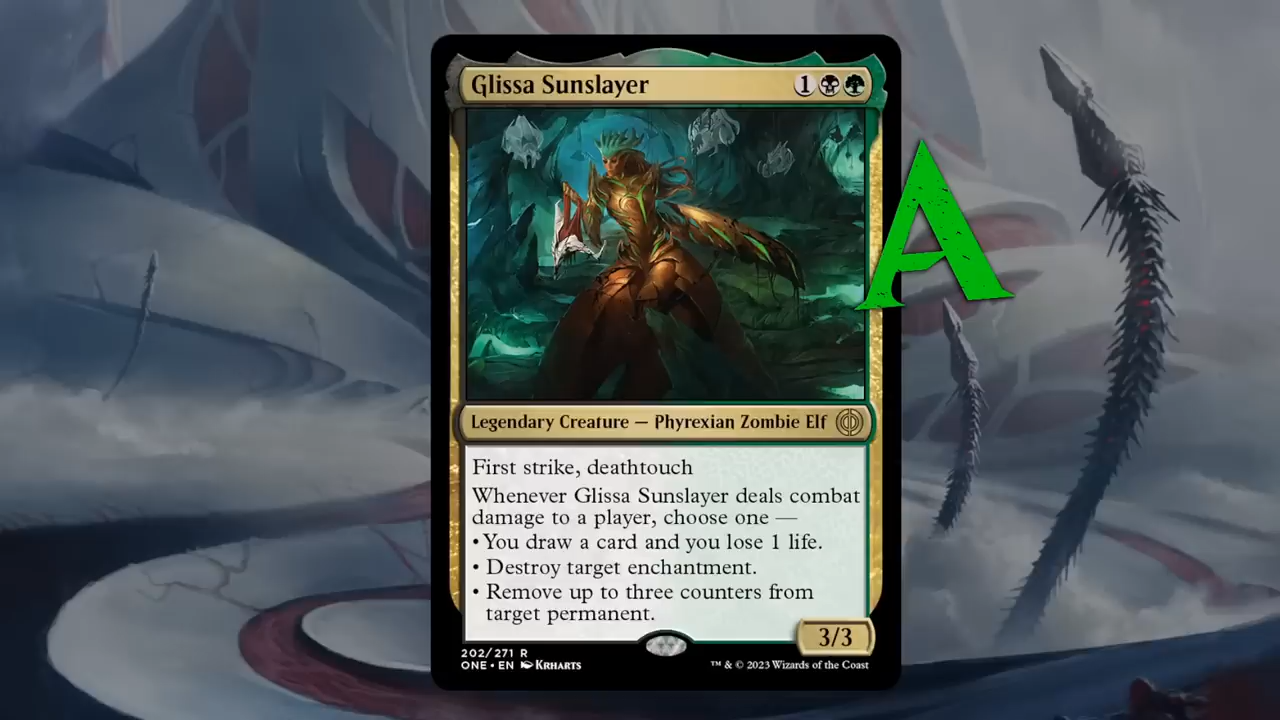 Glissa Sunslayer
1
A
Legendary Creature — Phyrexian Zombie Elf
First strike, deathtouch
Whenever Glissa Sunslayer deals combat
damage to a player, choose one —
• You draw a card and you lose 1 life.
• Destroy target enchantment.
• Remove up to three counters from
target permanent.
3/3
202/271 R
ONE • EN KRHARTS
™ & © 2023 Wizards of the Coast